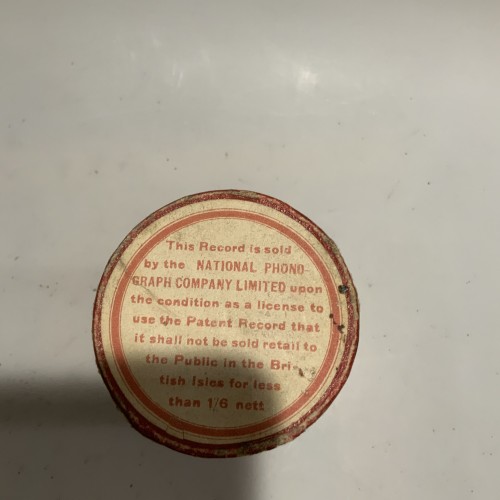 This Record is sold
by the NATIONAL PHONO-
GRAPH COMPANY LIMITED upon
the condition as a license to
use the Patent Record that
it shall not be sold retail to
the Public in the Bri-
tish Isles for less
than 1/6 nett